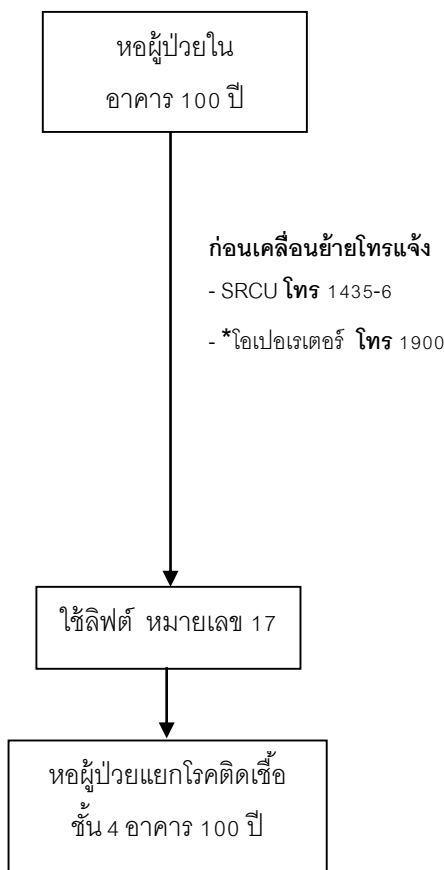 หอผู้ป่วยใน
อาคาร 100 ปี
ก่อนเคลื่อนย้ายโทรแจ้ง
- SRCU โทร 1435-6
- *โอเปอเรเตอร์ โทร 1900
ใช้ลิฟต์ หมายเลข 17
หอผู้ป่วยแยกโรคติดเชื้อ
ชั้น 4 อาคาร 100 ปี